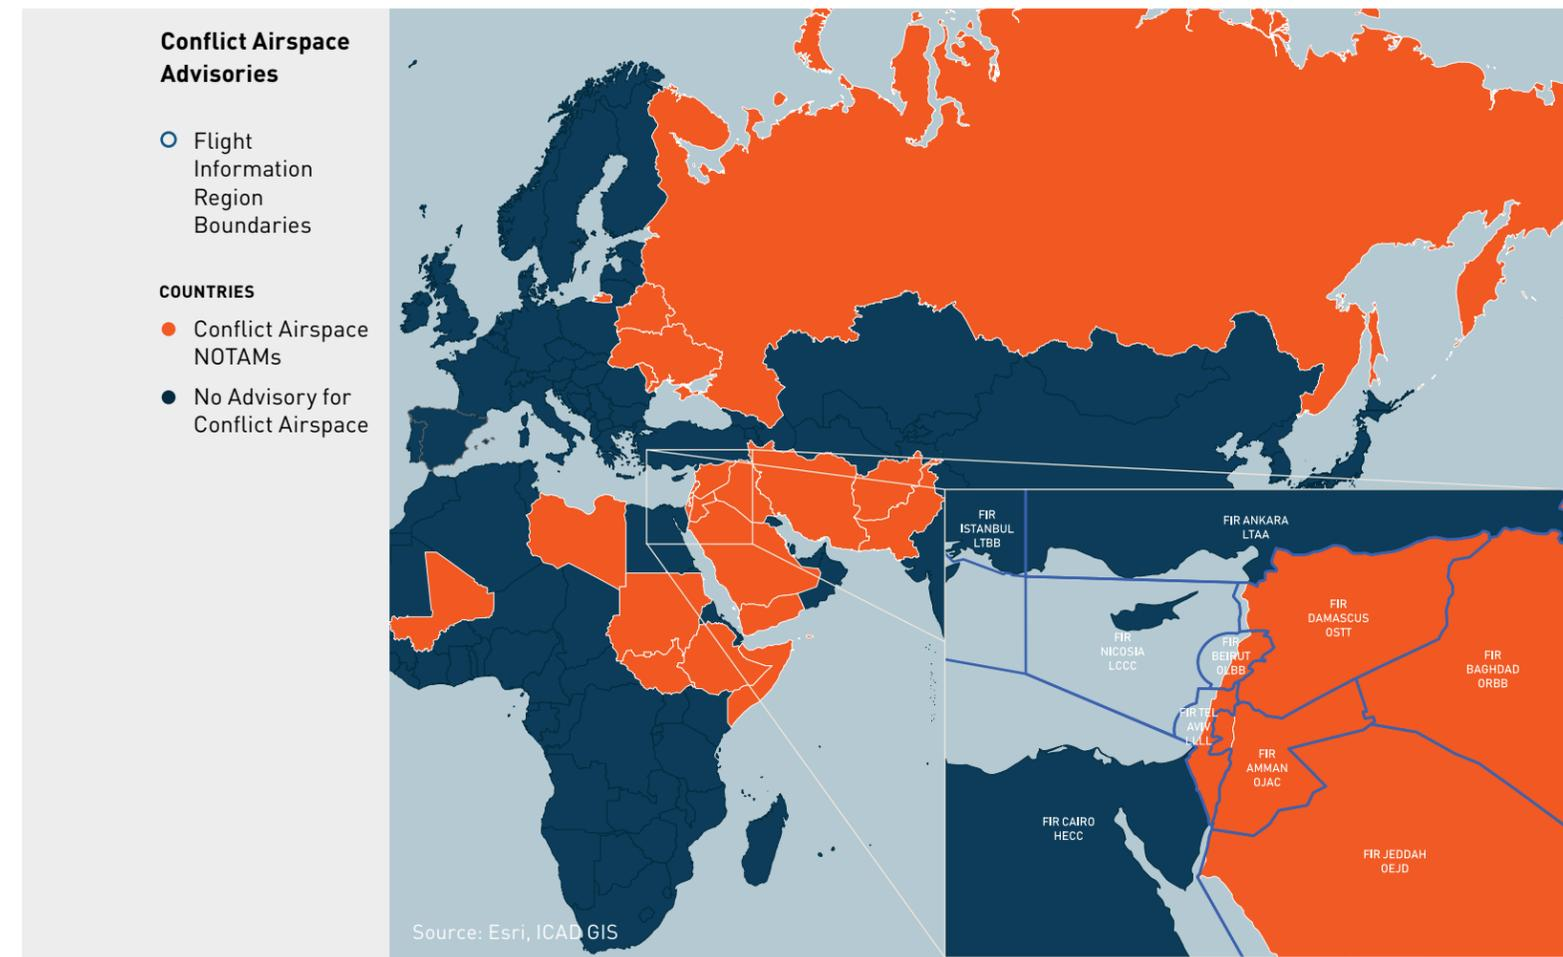 Conflict Airspace
Advisories
Flight
Information
Region
Boundaries
COUNTRIES
Conflict Airspace
NOTAMs
No Advisory for
Conflict Airspace
FIR
ISTANBUL
LTBB
FIR ANKARA
LTAA
FIR
DAMASCUS
OSTT
FIR
NICOSIA
LCCC
FIR
BEIRUT
OLBB
FIR
BAGHDAD
ORBB
FIR TEL
AVIV
LLLL
FIR
AMMAN
OJAC
FIR CAIRO
HECC
FIR JEDDAH
OEJD
Source: Esri, ICAO GIS